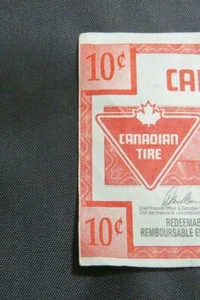 10¢
CA
CANADIAN
TIRE
10¢
REDEEMAB
REMBOURSABLE E